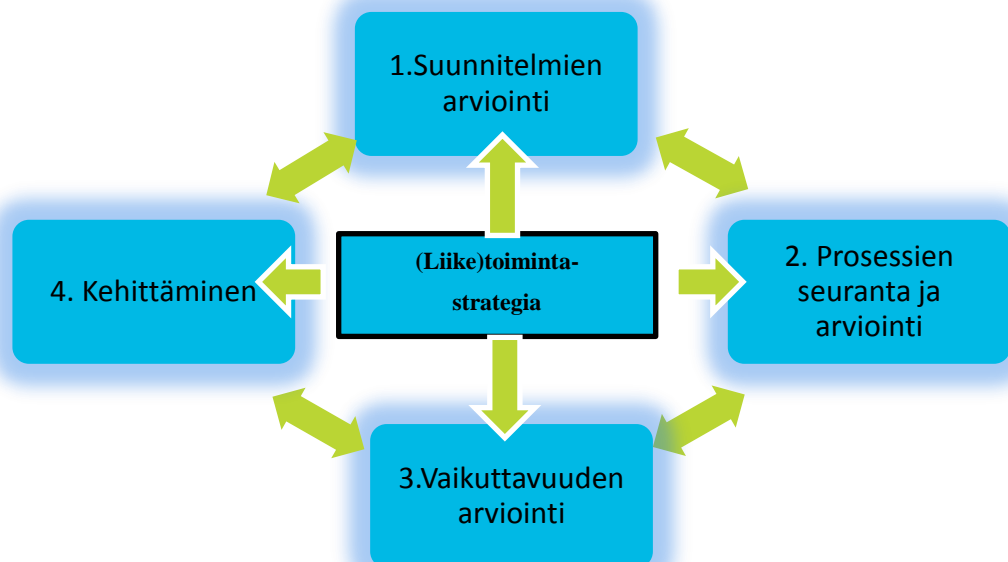 1.Suunnitelmien
arviointi
(Liike)toiminta-
strategia
2. Prosessien
seuranta ja
arviointi
3.Vaikuttavuuden
arviointi
4. Kehittäminen